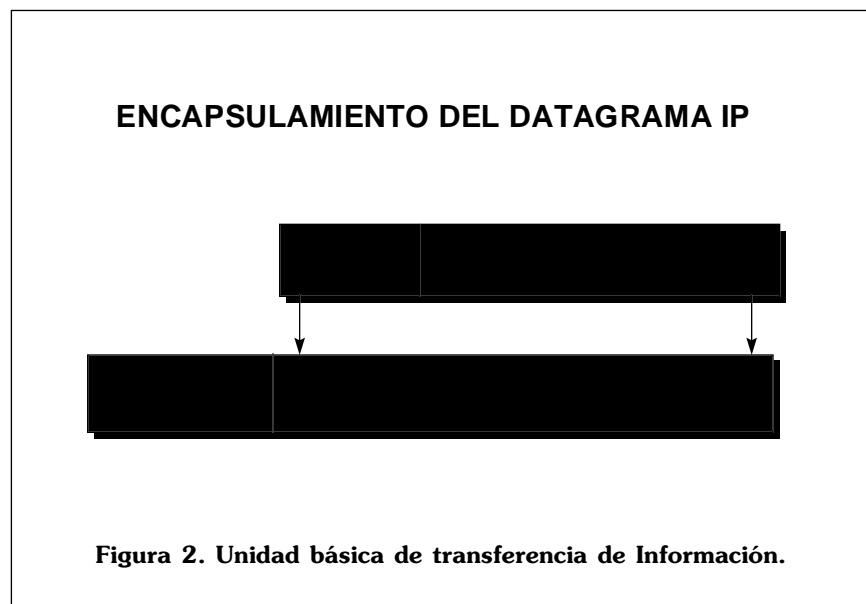 ENCAPSULAMIENTO DEL DATAGRAMA IP
Figura 2. Unidad básica de transferencia de Información.